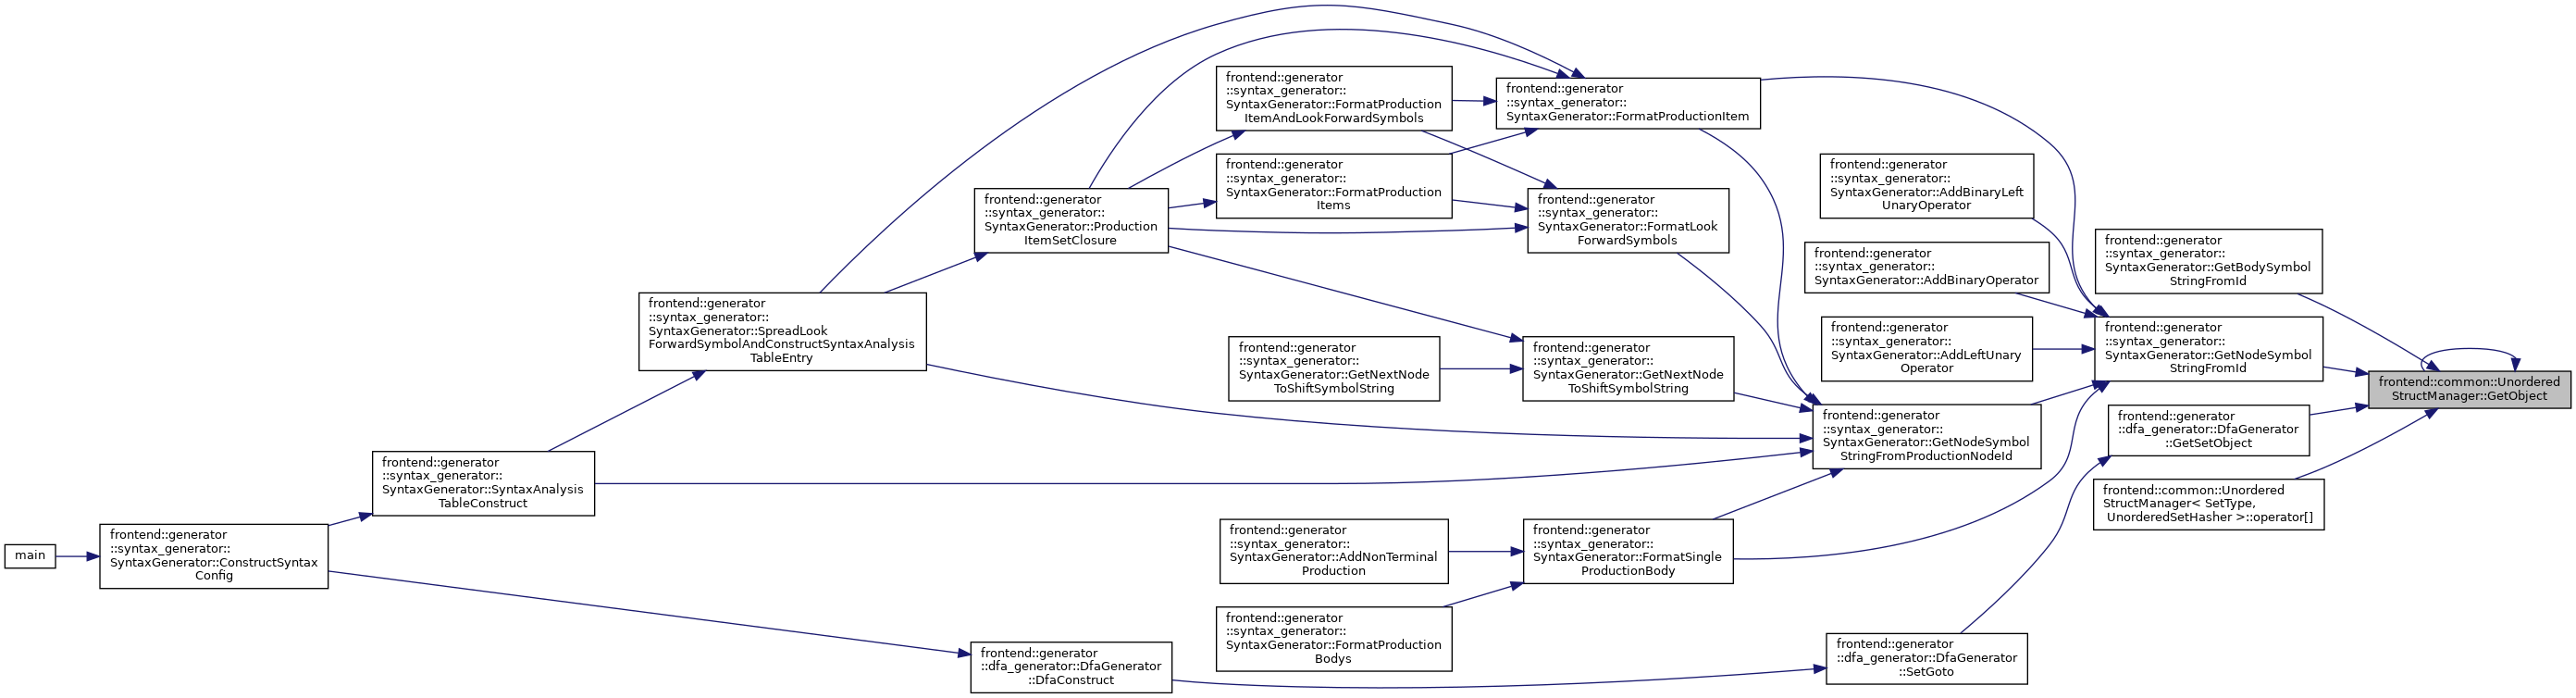 main
frontend::generator
::syntax_generator::
SyntaxGenerator::ConstructSyntax
Config
frontend::generator
::syntax_generator::
SyntaxGenerator::SyntaxAnalysis
TableConstruct
frontend::generator
::syntax_generator::
SyntaxGenerator::SpreadLook
ForwardSymbolAndConstructSyntaxAnalysis
TableEntry
frontend::generator
::syntax_generator::
SyntaxGenerator::Production
ItemSetClosure
frontend::generator
::dfa_generator::DfaGenerator
::DfaConstruct
frontend::generator
::syntax_generator::
SyntaxGenerator::FormatProduction
ItemAndLookForwardSymbols
frontend::generator
::syntax_generator::
SyntaxGenerator::FormatProduction
Items
frontend::generator
::syntax_generator::
SyntaxGenerator::GetNextNode
ToShiftSymbolString
frontend::generator
::syntax_generator::
SyntaxGenerator::AddNonTerminal
Production
frontend::generator
::syntax_generator::
SyntaxGenerator::FormatProduction
Bodys
frontend::generator
::syntax_generator::
SyntaxGenerator::FormatProductionItem
frontend::generator
::syntax_generator::
SyntaxGenerator::FormatLook
ForwardSymbols
frontend::generator
::syntax_generator::
SyntaxGenerator::GetNextNode
ToShiftSymbolString
frontend::generator
::syntax_generator::
SyntaxGenerator::FormatSingle
ProductionBody
frontend::generator
::syntax_generator::
SyntaxGenerator::AddBinaryLeft
UnaryOperator
frontend::generator
::syntax_generator::
SyntaxGenerator::AddBinaryOperator
frontend::generator
::syntax_generator::
SyntaxGenerator::AddLeftUnary
Operator
frontend::generator
::syntax_generator::
SyntaxGenerator::GetNodeSymbol
StringFromProductionNodeId
frontend::generator
::dfa_generator::DfaGenerator
::SetGoto
frontend::generator
::syntax_generator::
SyntaxGenerator::GetBodySymbol
StringFromId
frontend::generator
::syntax_generator::
SyntaxGenerator::GetNodeSymbol
StringFromId
frontend::generator
::dfa_generator::DfaGenerator
::GetSetObject
frontend::common::Unordered
StructManager< SetType,
UnorderedSetHasher >::operator[]
frontend::common::Unordered
StructManager::GetObject